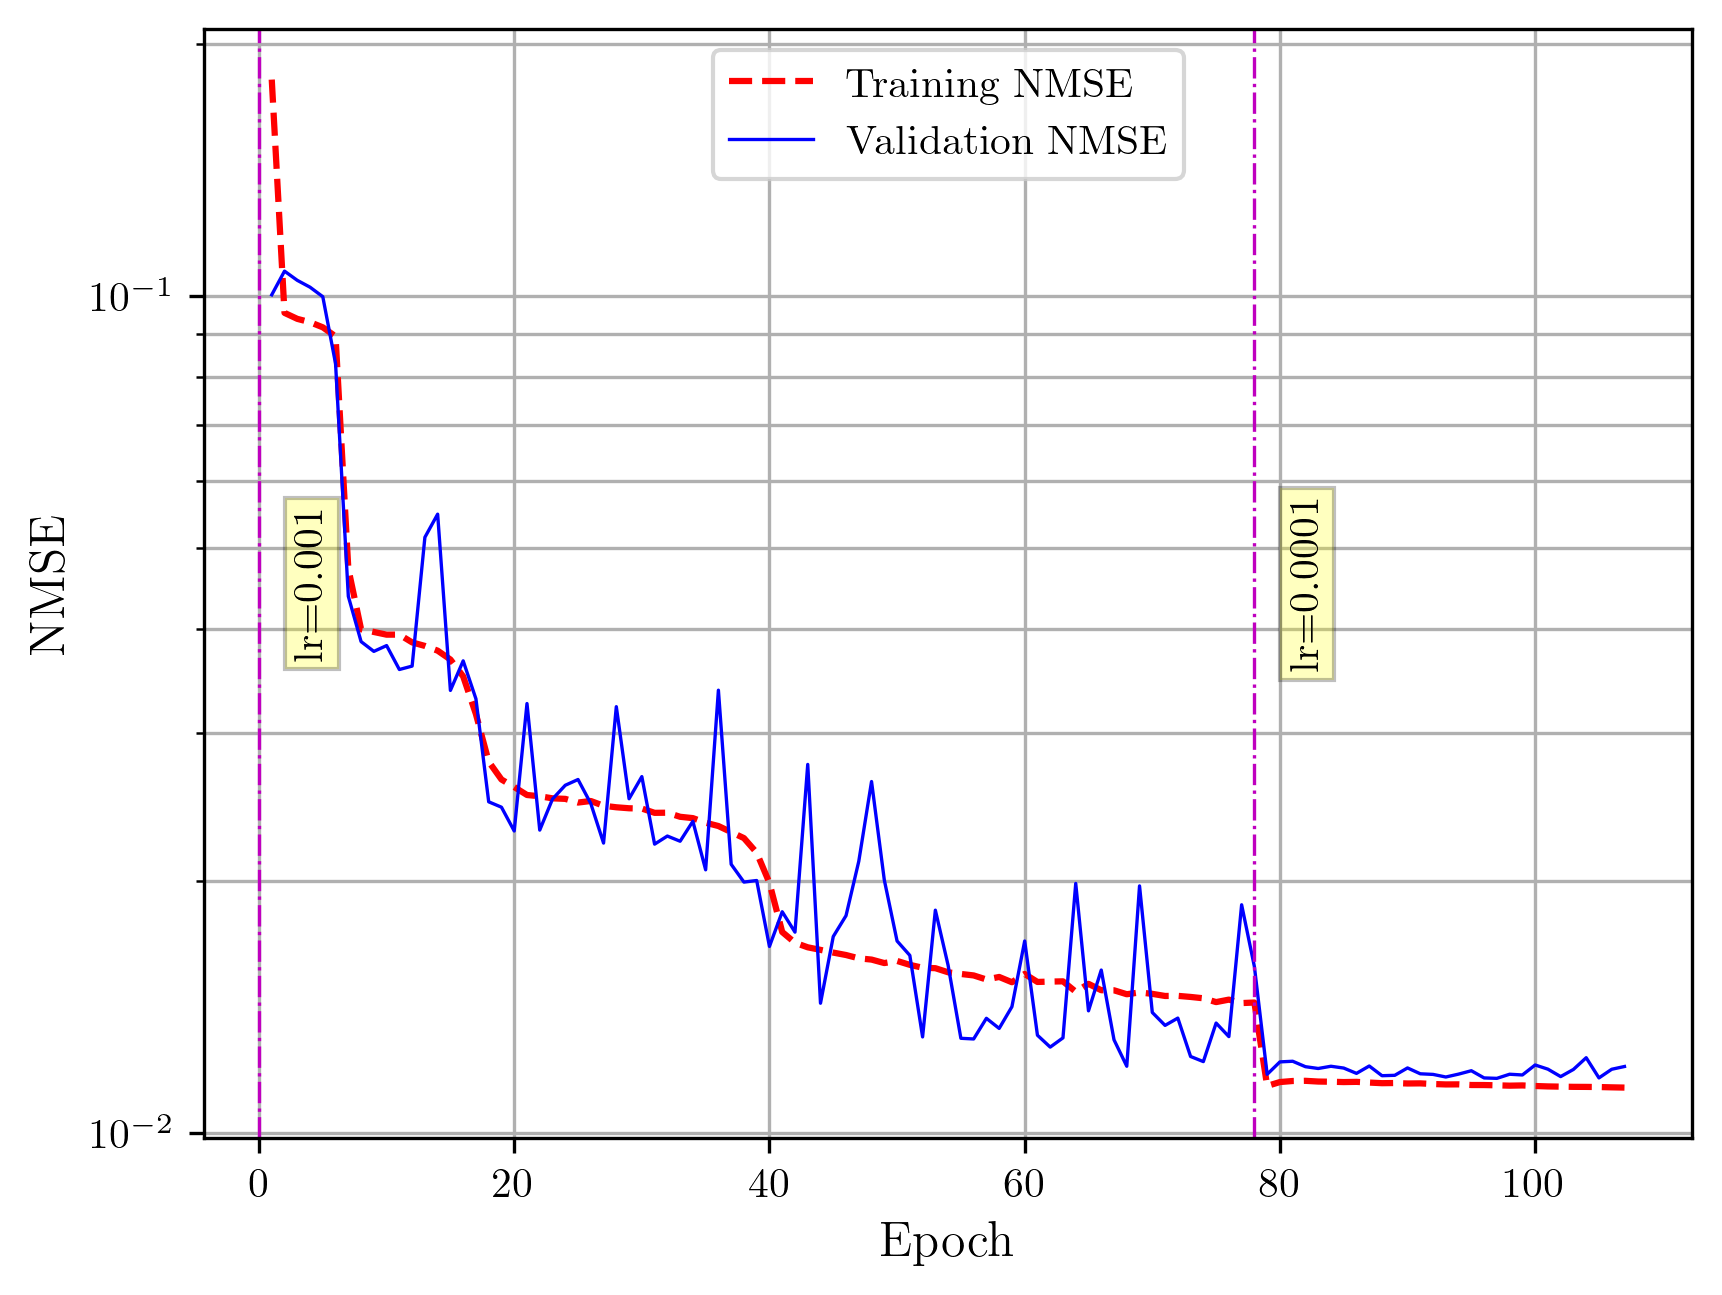 Training NMSE
Validation NMSE
NMSE
10⁻¹
10⁻²
lr=0.001
lr=0.0001
0 20 40 60 80 100
Epoch